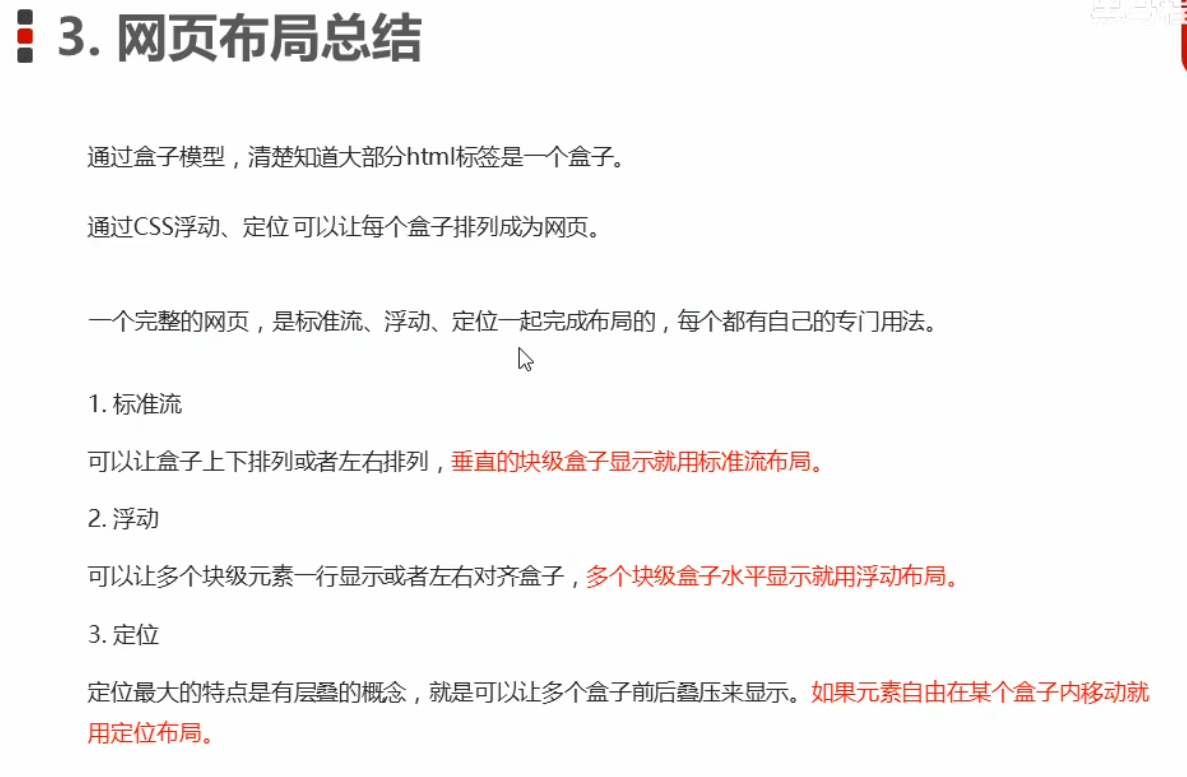 3. 网页布局总结
通过盒子模型，清楚知道大部分html标签是一个盒子。
通过CSS浮动、定位 可以让每个盒子排列成为网页。
一个完整的网页，是标准流、浮动、定位一起完成布局的，每个都有自己的专门用法。
1. 标准流
可以让盒子上下排列或者左右排列，垂直的块级盒子显示就用标准流布局。
2. 浮动
可以让多个块级元素一行显示或者左右对齐盒子，多个块级盒子水平显示就用浮动布局。
3. 定位
定位最大的特点是有层叠的概念，就是可以让多个盒子前后叠压来显示。如果元素自由在某个盒子内移动就
用定位布局。